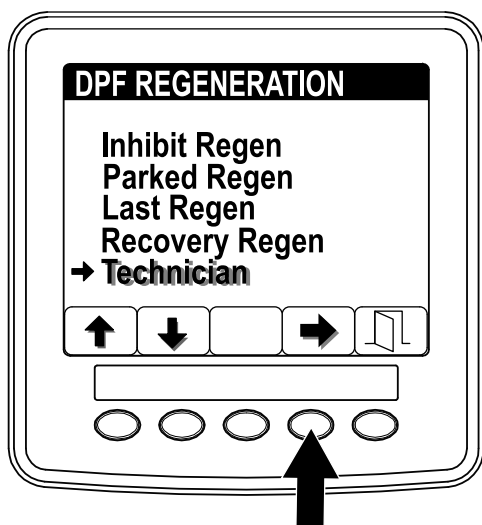 DPF REGENERATION
Inhibit Regen
Parked Regen
Last Regen
Recovery Regen
Technician